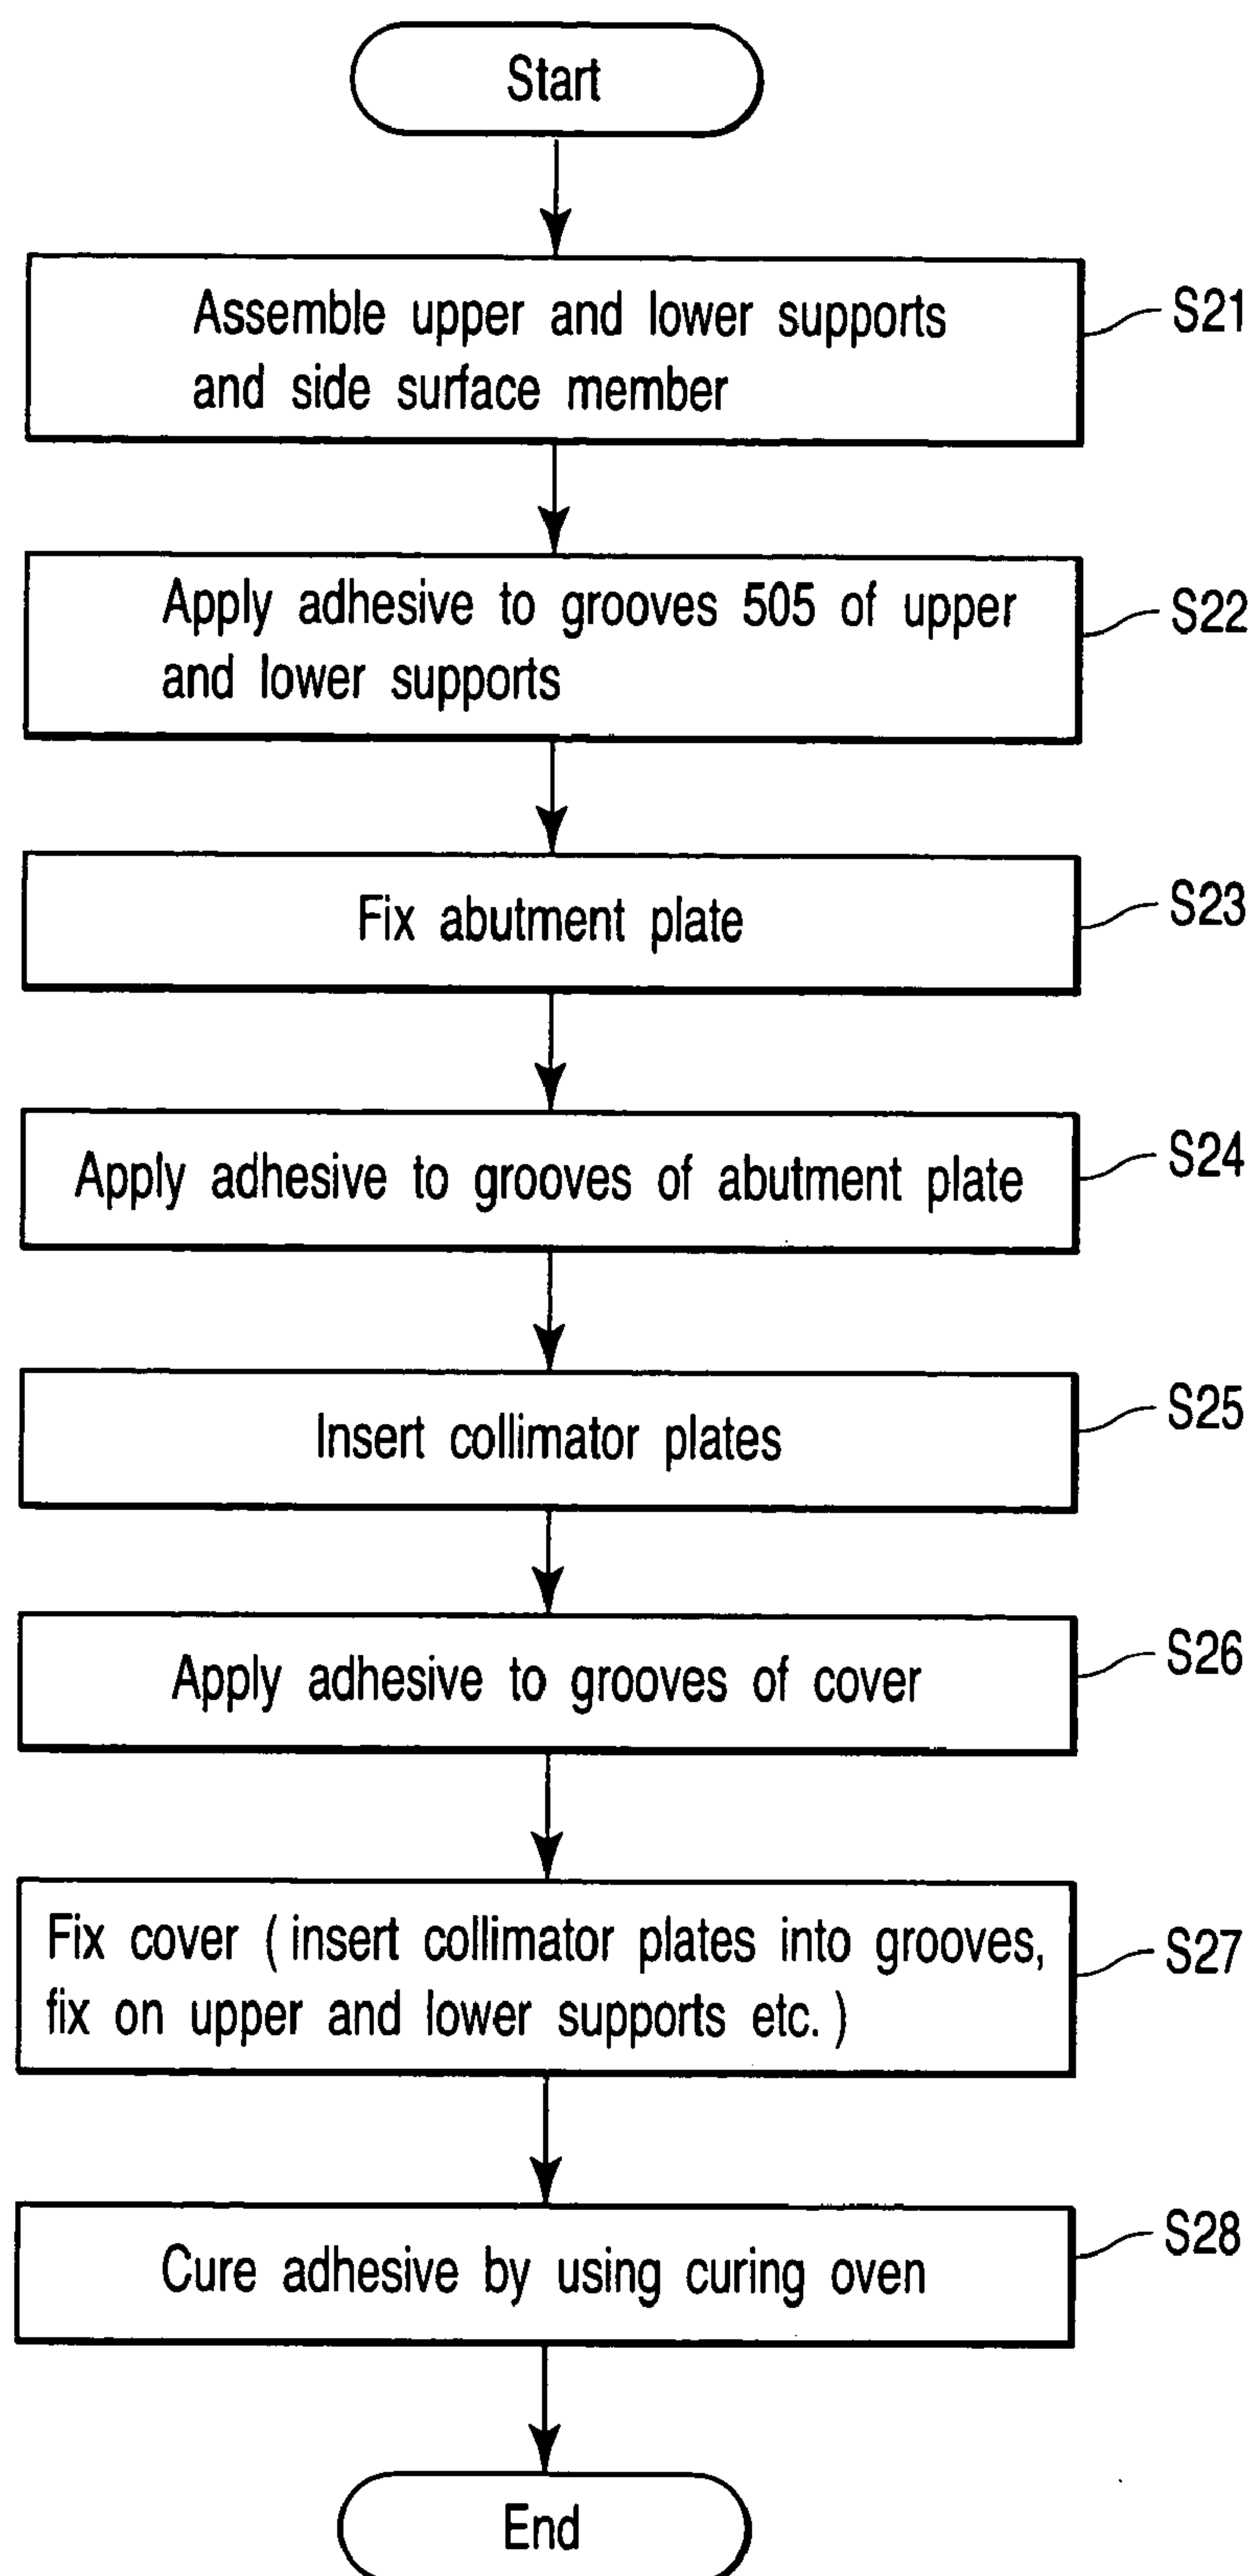 Start
Assemble upper and lower supports
and side surface member
S21
Apply adhesive to grooves 505 of upper
and lower supports
S22
Fix abutment plate
S23
Apply adhesive to grooves of abutment plate
S24
Insert collimator plates
S25
Apply adhesive to grooves of cover
S26
Fix cover ( insert collimator plates into grooves,
fix on upper and lower supports etc. )
S27
Cure adhesive by using curing oven
S28
End